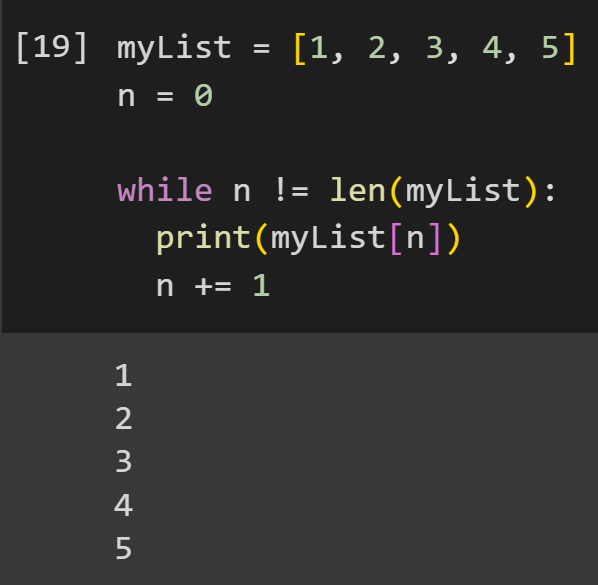 [19] myList = [1, 2, 3, 4, 5]
n = 0
while n != len(myList):
print(myList[n])
n += 1
1
2
3
4
5